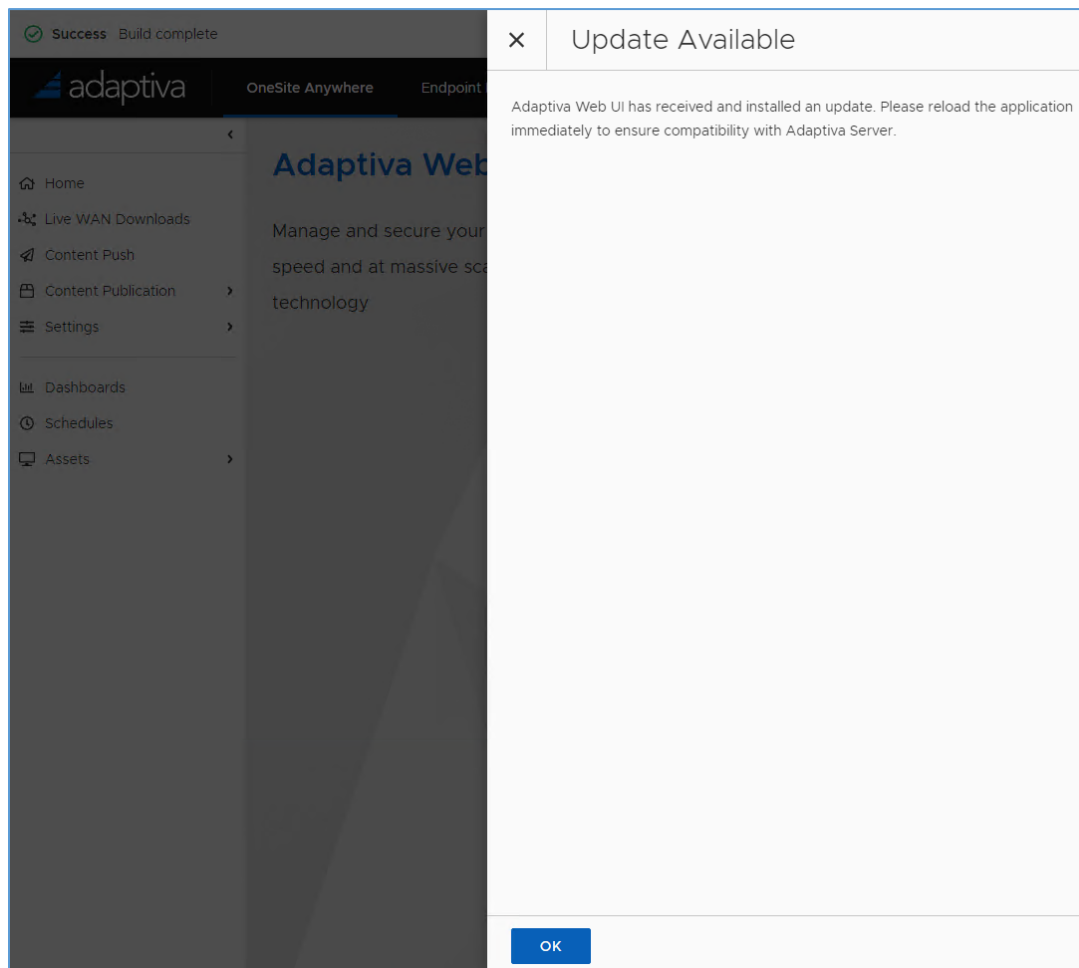 Success Build complete
Update Available
adaptiva
OneSite Anywhere
Endpoint
Adaptiva Web UI has received and installed an update. Please reload the application
immediately to ensure compatibility with Adaptiva Server.
Home
Live WAN Downloads
Content Push
Content Publication
Settings
Dashboards
Schedules
Assets
Adaptiva Web
Manage and secure your
speed and at massive sca
technology
OK